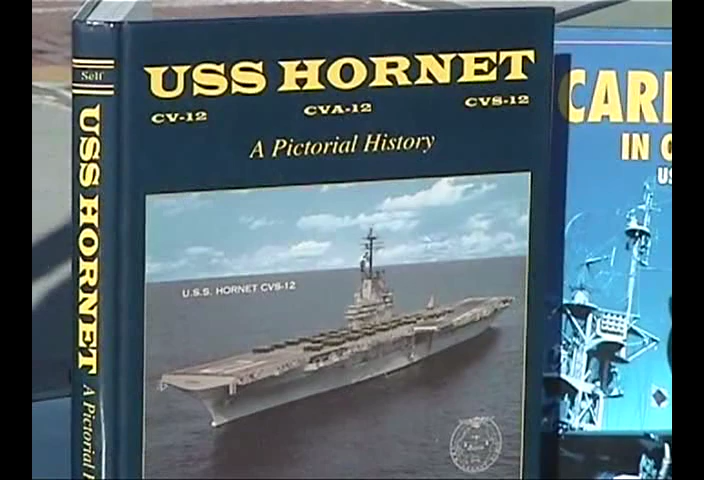 Self
USS HORNET
A Pictorial
USS HORNET
CV-12 CVA-12 CVS-12
A Pictorial History
U.S.S. HORNET CVS-12
CAR
IN
US